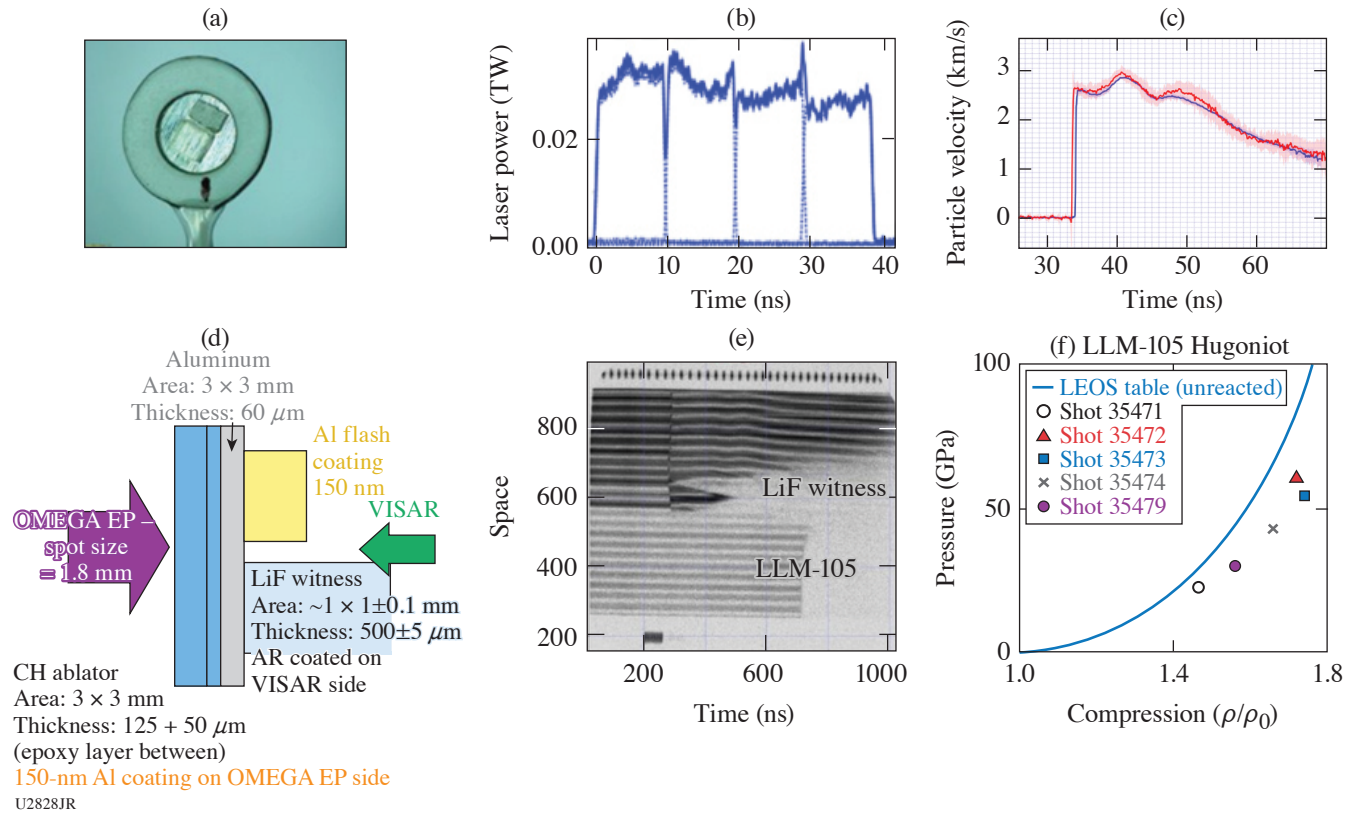 (a)
(b)
Laser power (TW)
0.02
0.00
0
10
20
30
40
Time (ns)
(c)
Particle velocity (km/s)
3
2
1
0
30
40
50
60
Time (ns)
(d)
Aluminum
Area: 3 × 3 mm
Thickness: 60 μm
Al flash
coating
150 nm
VISAR
OMEGA EP –
spot size
= 1.8 mm
LiF witness
Area: ~1 × 1±0.1 mm
Thickness: 500±5 μm
AR coated on
VISAR side
CH ablator
Area: 3 × 3 mm
Thickness: 125 + 50 μm
(epoxy layer between)
150-nm Al coating on OMEGA EP side
U2828JR
(e)
Space
800
600
400
200
LiF witness
LLM-105
200
600
1000
Time (ns)
(f) LLM-105 Hugoniot
Pressure (GPa)
100
50
0
LEOS table (unreacted)
Shot 35471
Shot 35472
Shot 35473
Shot 35474
Shot 35479
1.0
1.4
1.8
Compression (ρ/ρ0)